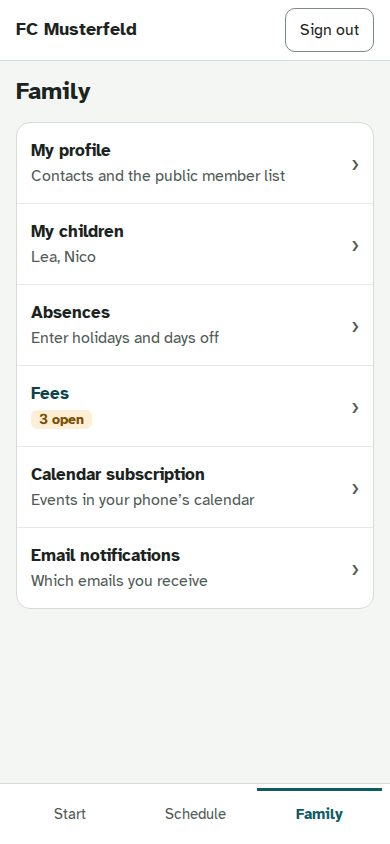 FC Musterfeld
Sign out
Family
My profile
Contacts and the public member list
My children
Lea, Nico
Absences
Enter holidays and days off
Fees
3 open
Calendar subscription
Events in your phone’s calendar
Email notifications
Which emails you receive
Start
Schedule
Family